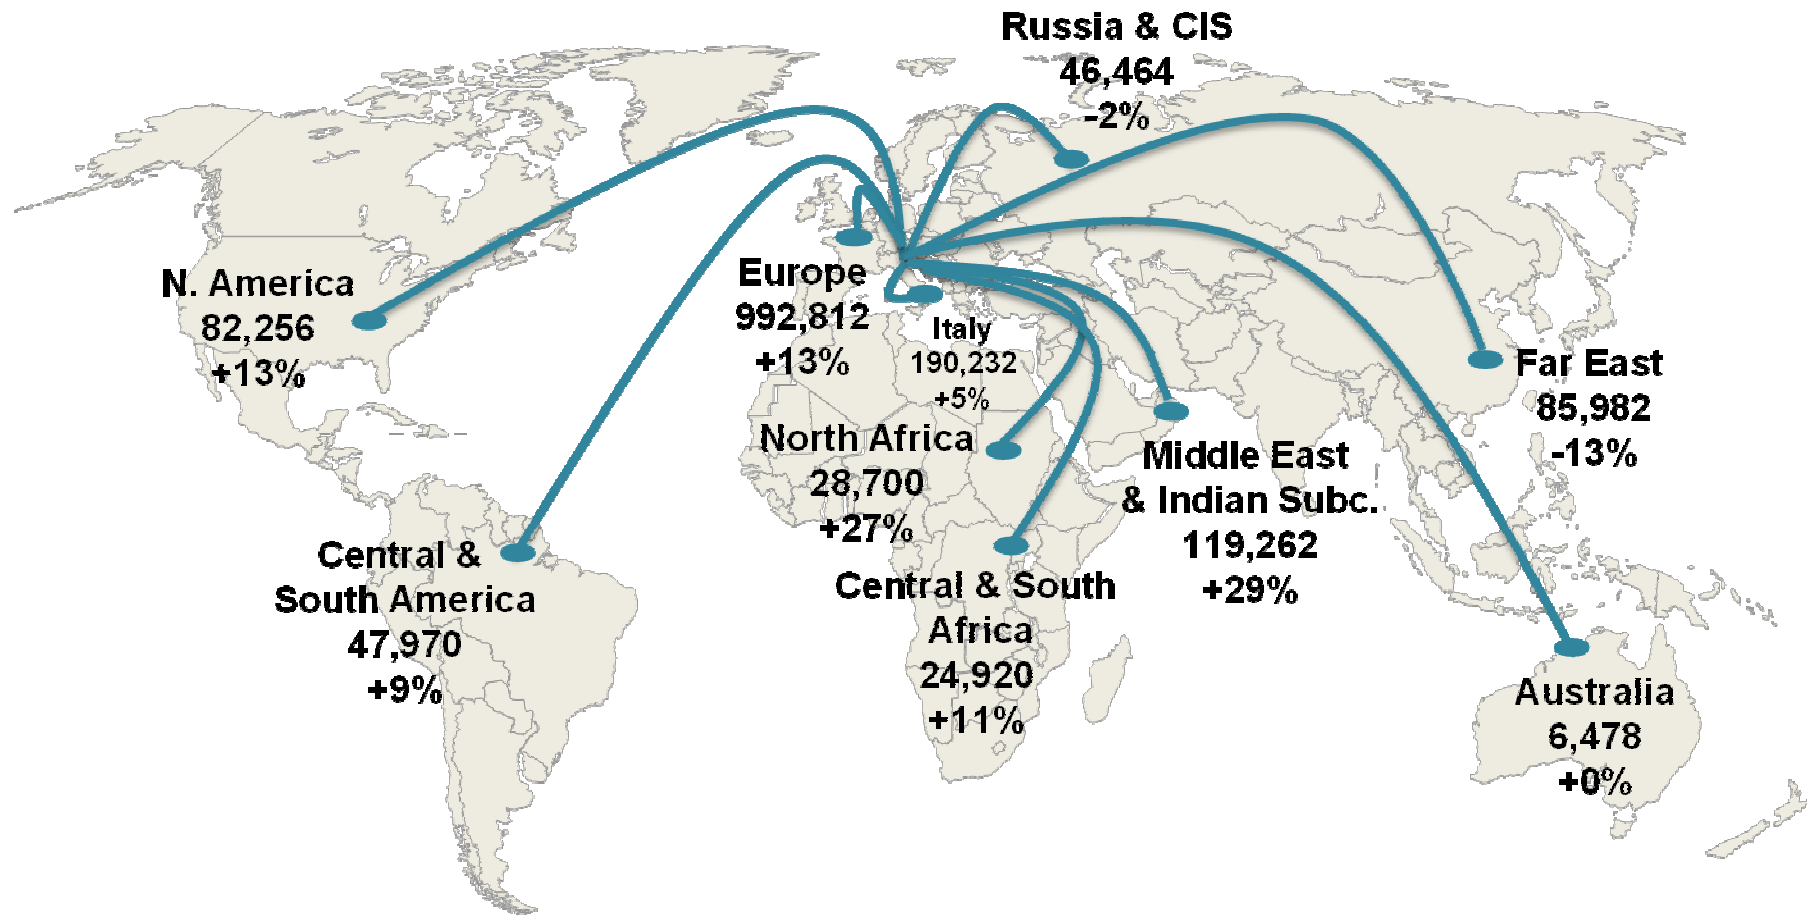 Russia & CIS
46,464
-2%
N. America
82,256
+13%
Europe
992,812
+13%
Italy
190,232
+5%
Far East
85,982
-13%
North Africa
28,700
+27%
Middle East
& Indian Subc.
119,262
+29%
Central &
South America
47,970
+9%
Central & South
Africa
24,920
+11%
Australia
6,478
+0%